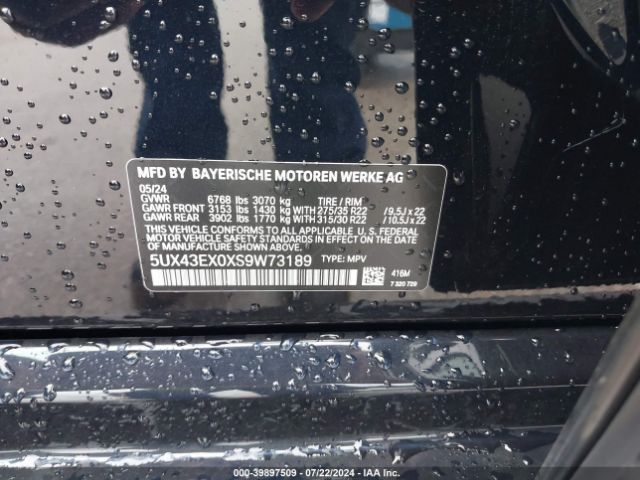 MFD BY BAYERISCHE MOTOREN WERKE AG
05/24
GVWR 6768 lbs 3070 kg TIRE / RIM
GAWR FRONT 3153 lbs 1430 kg WITH 275/35 R22 /9.5J x 22
GAWR REAR 3902 lbs 1770 kg WITH 315/30 R22 /10.5J x 22
THIS VEHICLE CONFORMS TO ALL APPLICABLE U.S. FEDERAL
MOTOR VEHICLE SAFETY STANDARDS IN EFFECT ON THE DATE
OF MANUFACTURE SHOWN ABOVE.
5UX43EX0XS9W73189 TYPE: MPV
416M
7 320 729
©COPART STOCK# 39897509 | 07/22/2024 | IAA Inc.